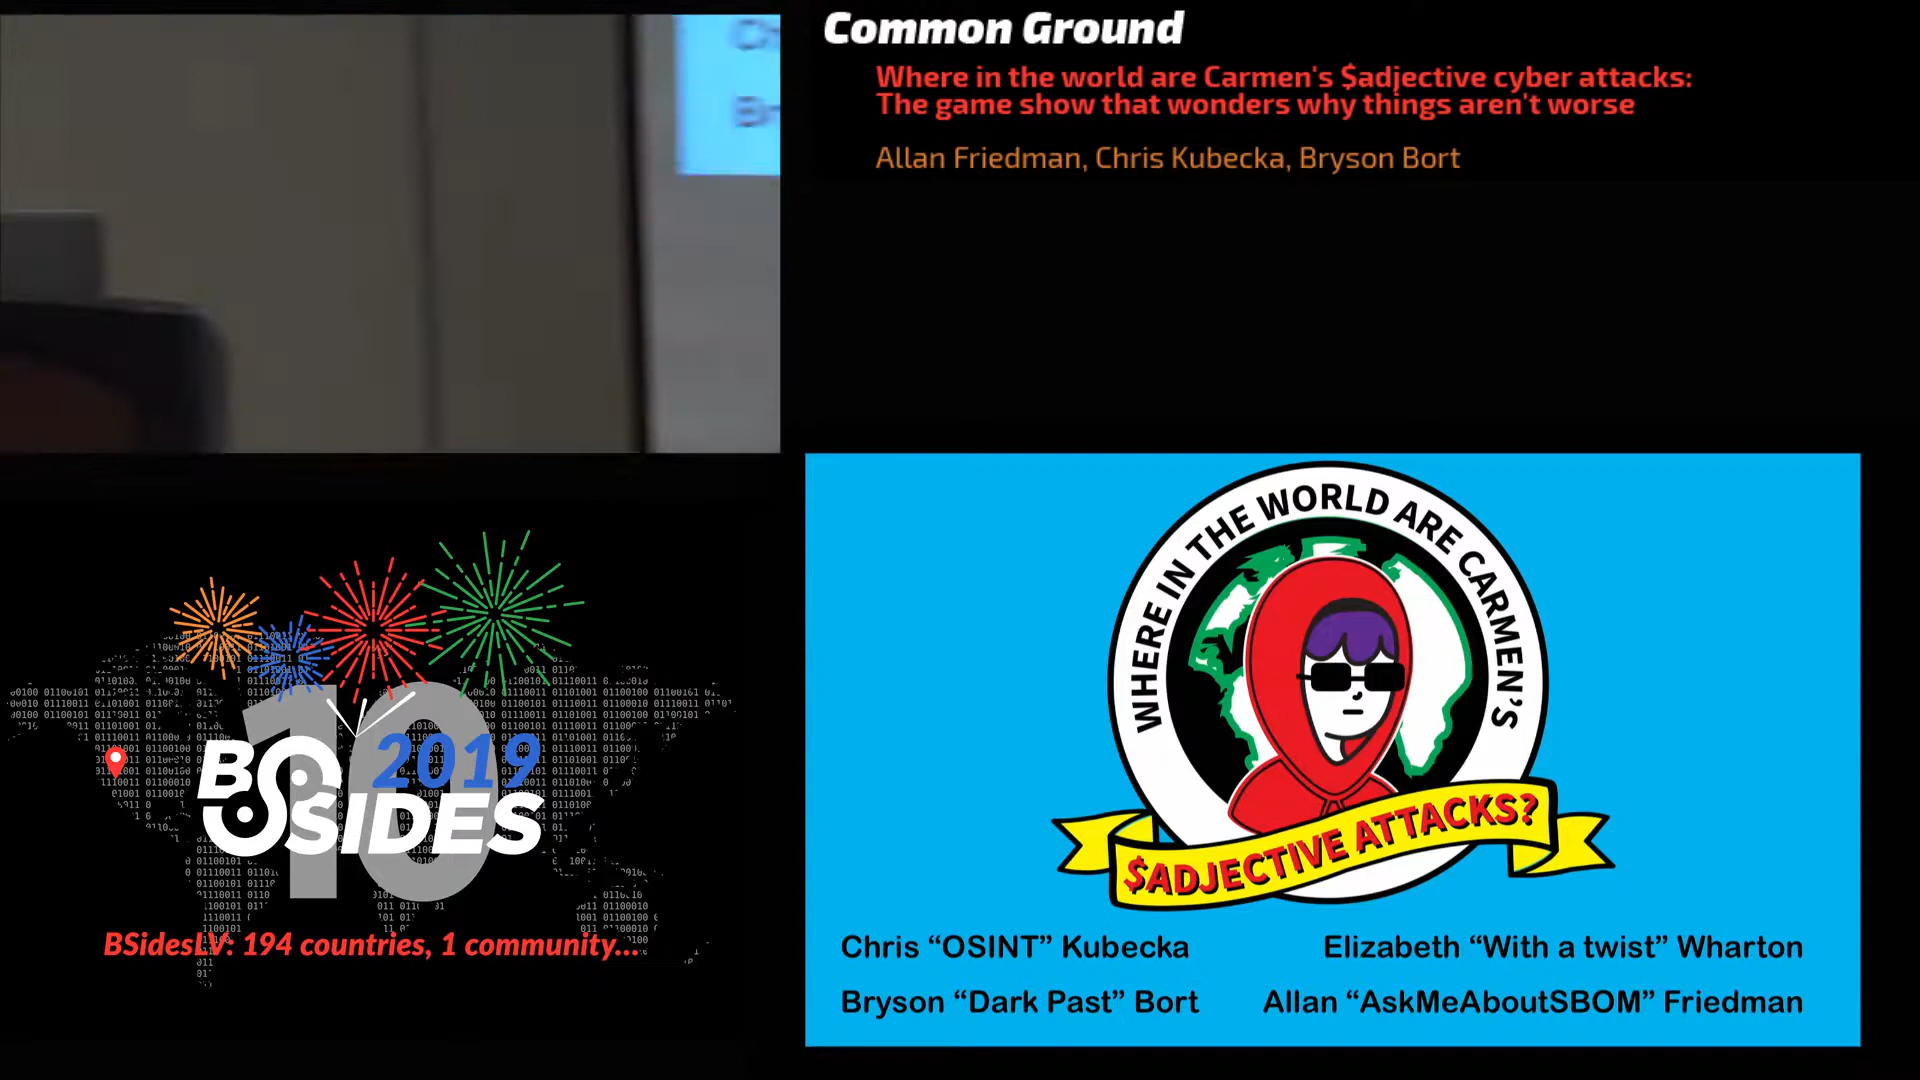 Common Ground
Where in the world are Carmen's $adjective cyber attacks:
The game show that wonders why things aren't worse
Allan Friedman, Chris Kubecka, Bryson Bort
WHERE IN THE WORLD ARE CARMEN'S
$ADJECTIVE ATTACKS?
Chris “OSINT” Kubecka
Elizabeth “With a twist” Wharton
Bryson “Dark Past” Bort
Allan “AskMeAboutSBOM” Friedman
10
2019
BSIDES
BSidesLV: 194 countries, 1 community...